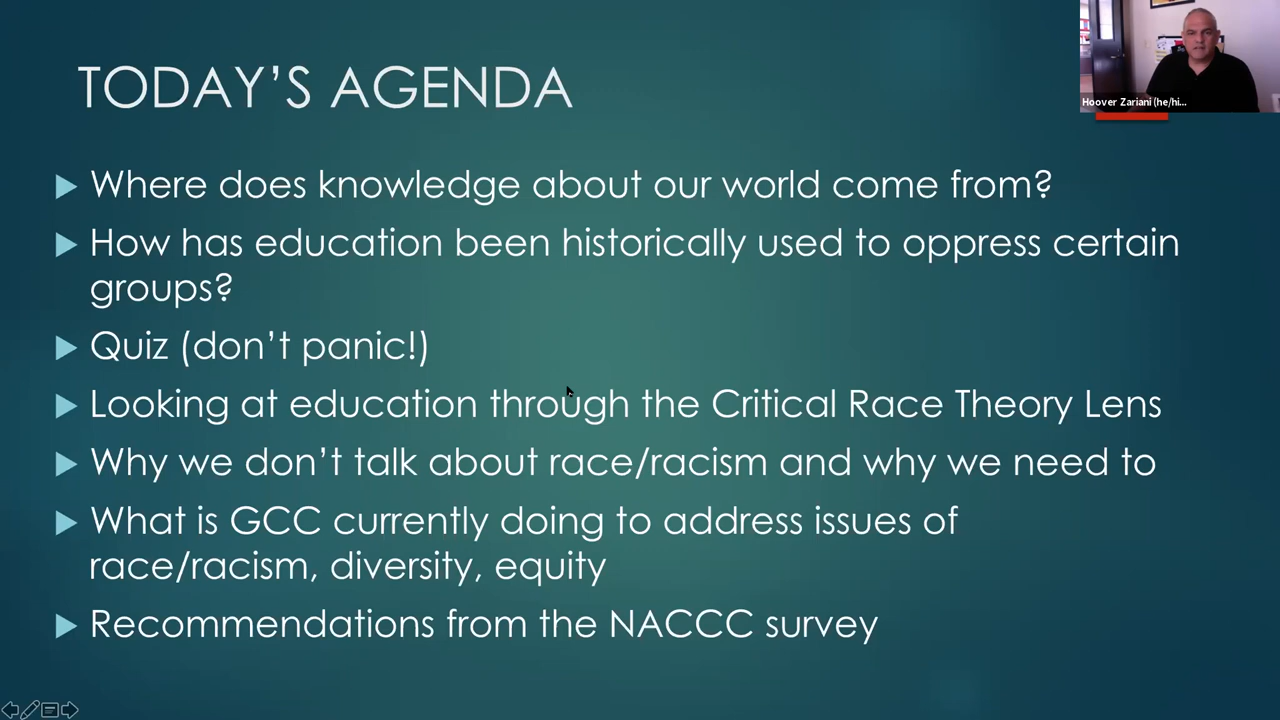 TODAY’S AGENDA
Hoover Zariani (he/hi...
Where does knowledge about our world come from?
How has education been historically used to oppress certain
groups?
Quiz (don’t panic!)
Looking at education through the Critical Race Theory Lens
Why we don’t talk about race/racism and why we need to
What is GCC currently doing to address issues of
race/racism, diversity, equity
Recommendations from the NACCC survey